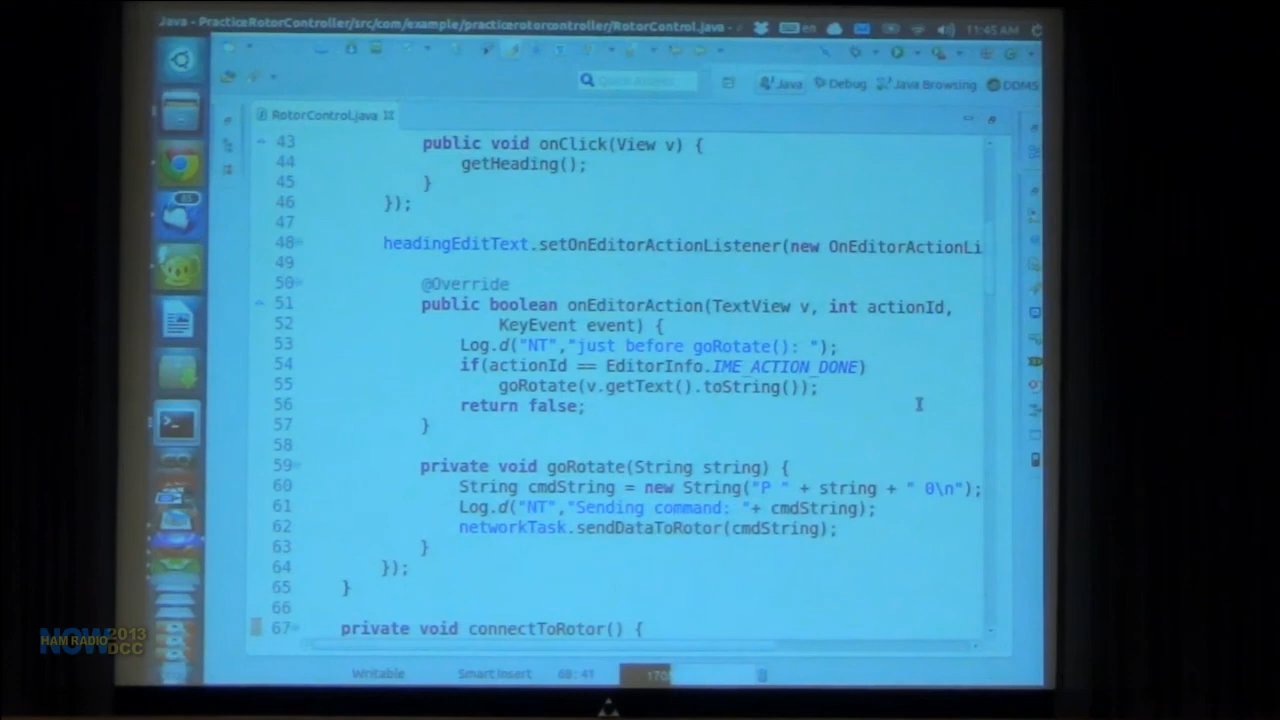 Java - PracticeRotorController/src/com/example/practicerotorcontroller/RotorControl.java -
en
11:45 AM
Quick Access
Java
Debug
Java Browsing
DDMS
RotorControl.java
43 public void onClick(View v) {
44 getHeading();
45 }
46 });
47
48 headingEditText.setOnEditorActionListener(new OnEditorActionLi
49
50 @Override
51 public boolean onEditorAction(TextView v, int actionId,
52 KeyEvent event) {
53 Log.d("NT","just before goRotate(): ");
54 if(actionId == EditorInfo.IME_ACTION_DONE)
55 goRotate(v.getText().toString());
56 return false;
57 }
58
59 private void goRotate(String string) {
60 String cmdString = new String("P " + string + " 0\n");
61 Log.d("NT","Sending command: "+ cmdString);
62 networkTask.sendDataToRotor(cmdString);
63 }
64 });
65 }
66
67 private void connectToRotor() {
Writable
Smart Insert
HAM RADIO
NOW
2013
DCC